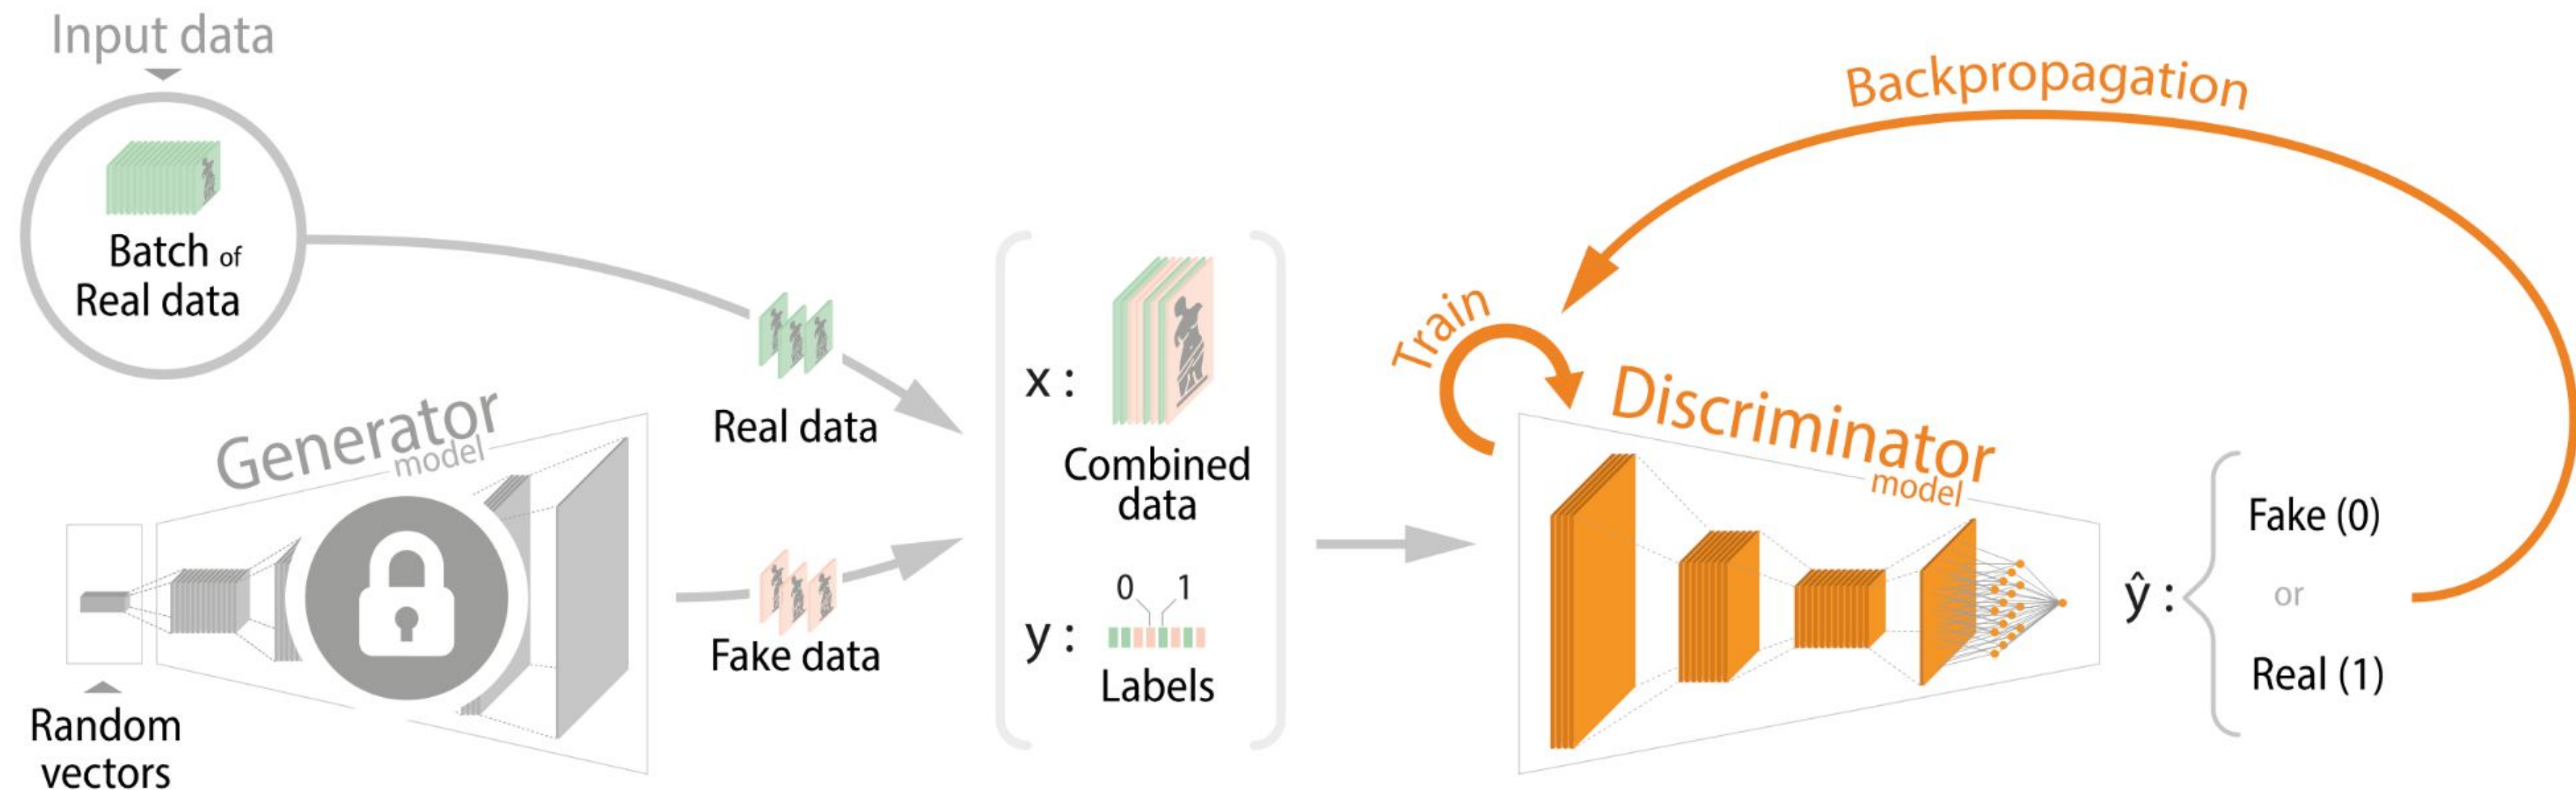 Input data
Batch of
Real data
Generator
model
Random
vectors
Real data
Fake data
x :
Combined
data
0 1
y :
Labels
Train
Backpropagation
Discriminator
model
ŷ :
Fake (0)
or
Real (1)